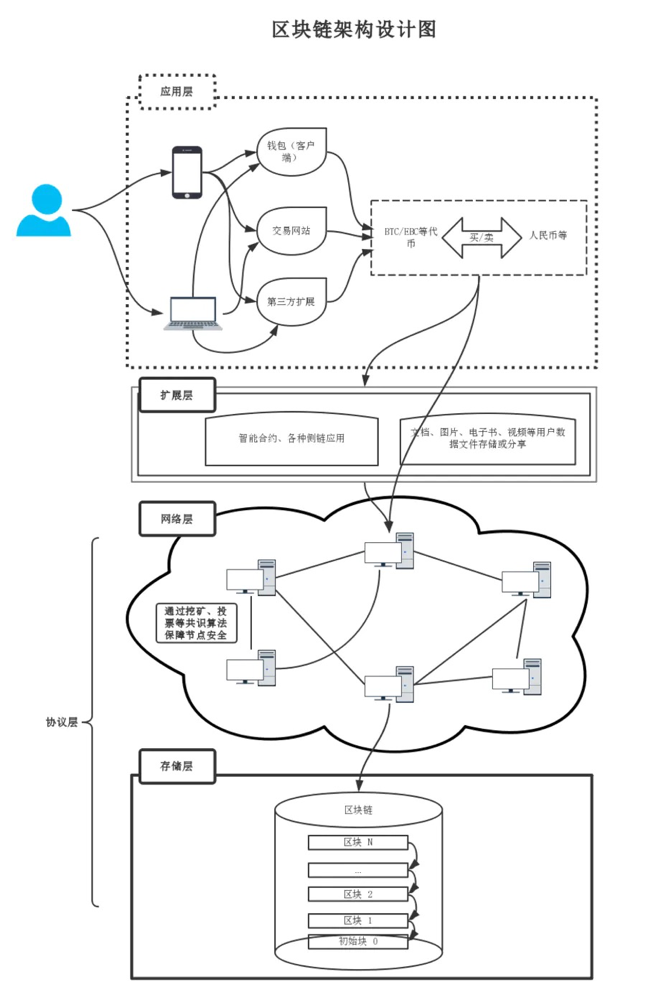 区块链架构设计图
应用层
钱包（客户
端）
交易网站
第三方扩展
BTC/EBC等代
币
买/卖
人民币等
扩展层
智能合约、各种侧链应用
文档、图片、电子书、视频等用户数
据文件存储或分享
网络层
通过挖矿、投
票等共识算法
保障节点安全
协议层
存储层
区块链
区块 N
...
区块 2
区块 1
初始块 0